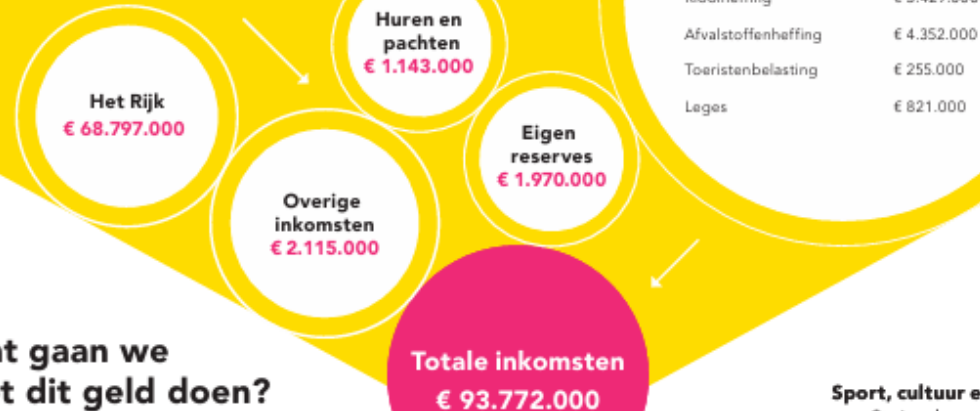 Huren en
pachten
€ 1.143.000
Afvalstoffenheffing € 4.352.000
Toeristenbelasting € 255.000
Leges € 821.000
Het Rijk
€ 68.797.000
Eigen
reserves
€ 1.970.000
Overige
inkomsten
€ 2.115.000
Totale inkomsten
€ 93.772.000
gaan we
dit geld doen?
Sport, cultuur